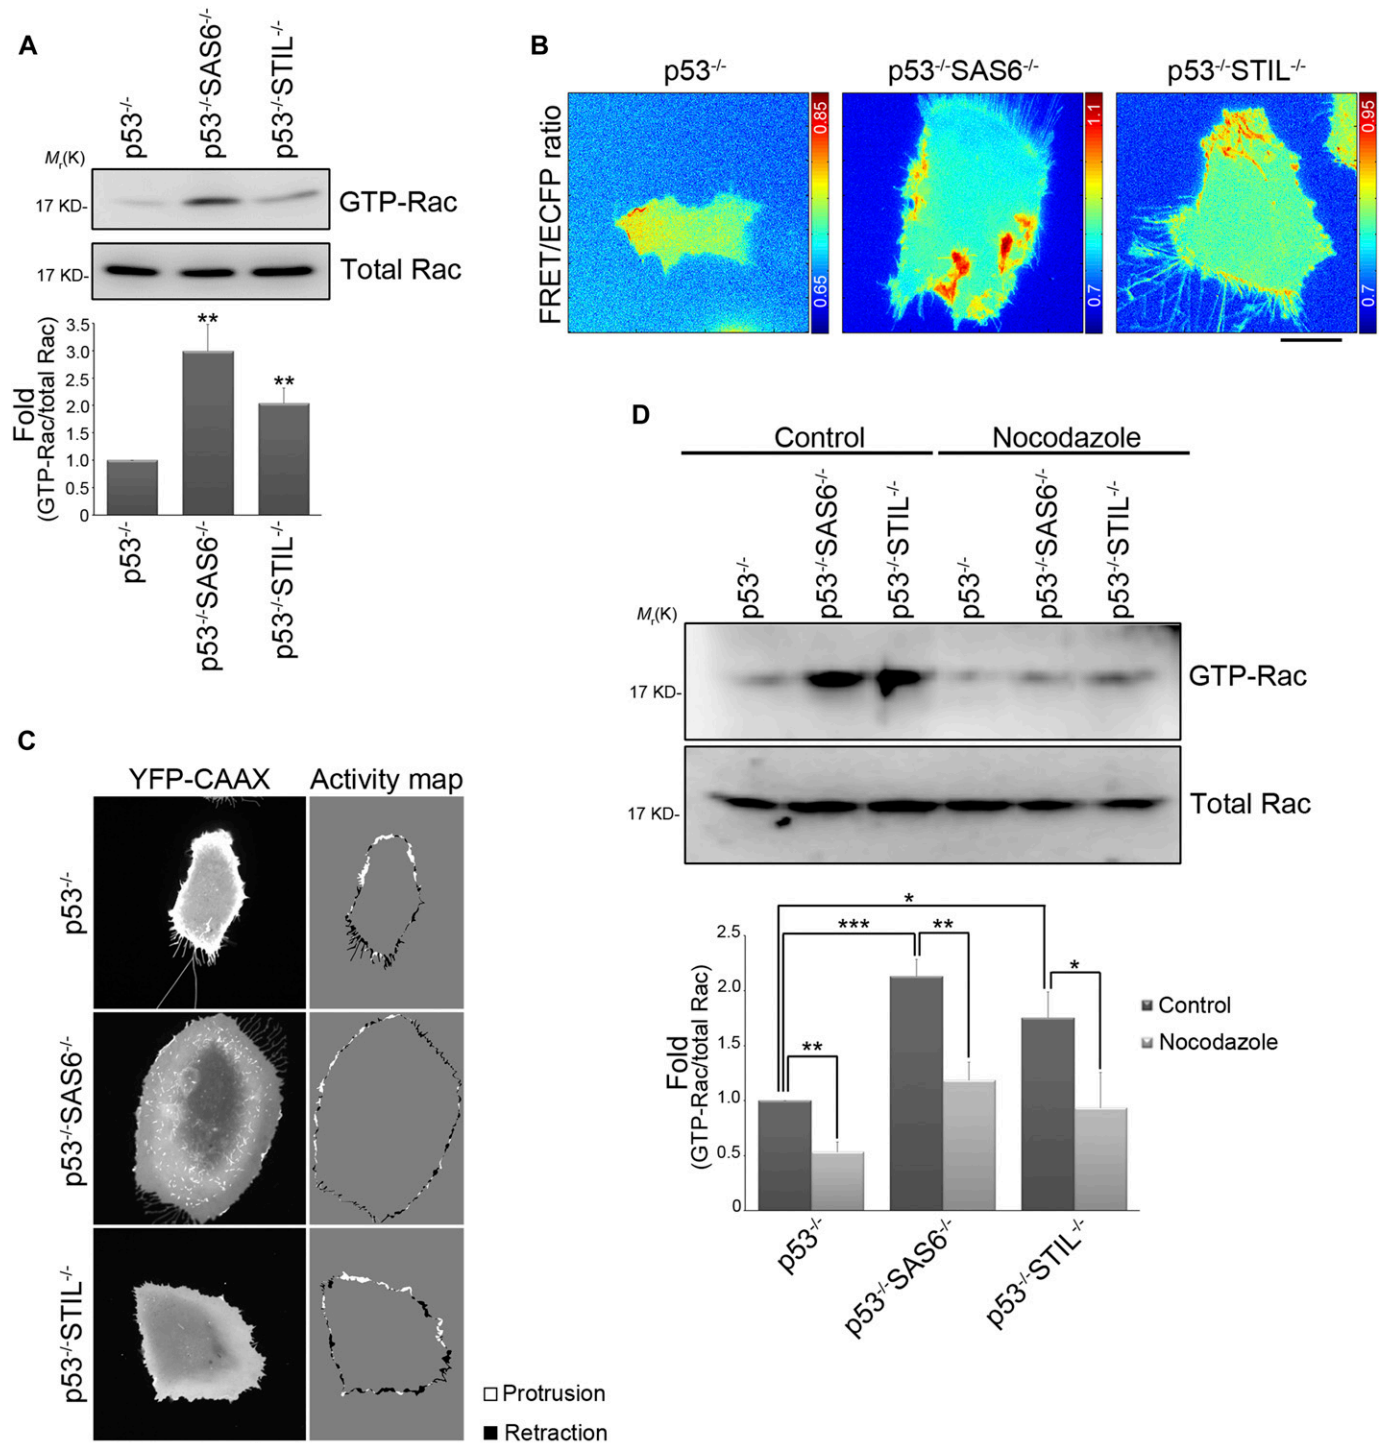 A
p53-/-
p53-/-SAS6-/-
p53-/-STIL-/-
Mr(K)
17 KD-
GTP-Rac
17 KD-
Total Rac
Fold
(GTP-Rac/total Rac)
3.5
3.0
2.5
2.0
1.5
1.0
0.5
0
**
**
p53-/-
p53-/-SAS6-/-
p53-/-STIL-/-
B
p53-/-
p53-/-SAS6-/-
p53-/-STIL-/-
FRET/ECFP ratio
0.85
0.65
1.1
0.7
0.95
0.7
C
YFP-CAAX
Activity map
p53-/-
p53-/-SAS6-/-
p53-/-STIL-/-
Protrusion
Retraction
D
Control
Nocodazole
p53-/-
p53-/-SAS6-/-
p53-/-STIL-/-
p53-/-
p53-/-SAS6-/-
p53-/-STIL-/-
Mr(K)
17 KD-
GTP-Rac
17 KD-
Total Rac
Fold
(GTP-Rac/total Rac)
2.5
2.0
1.5
1.0
0.5
0
*
***
**
*
**
Control
Nocodazole
p53-/-
p53-/-SAS6-/-
p53-/-STIL-/-